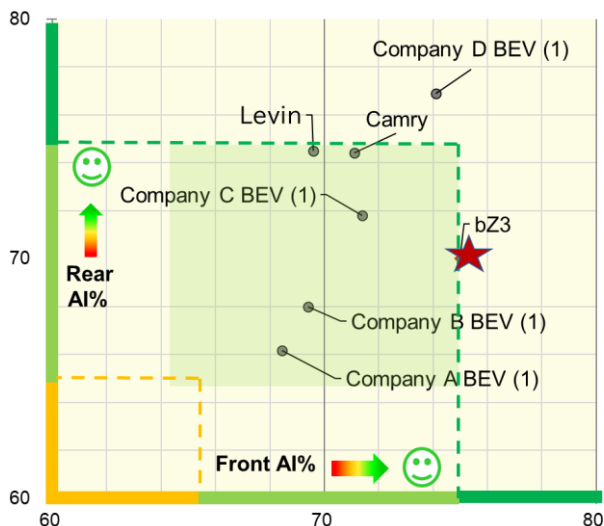 80
Company D BEV (1)
Levin
Camry
Company C BEV (1)
bZ3
70
Rear
AI%
Company B BEV (1)
Company A BEV (1)
Front AI%
60
60
70
80